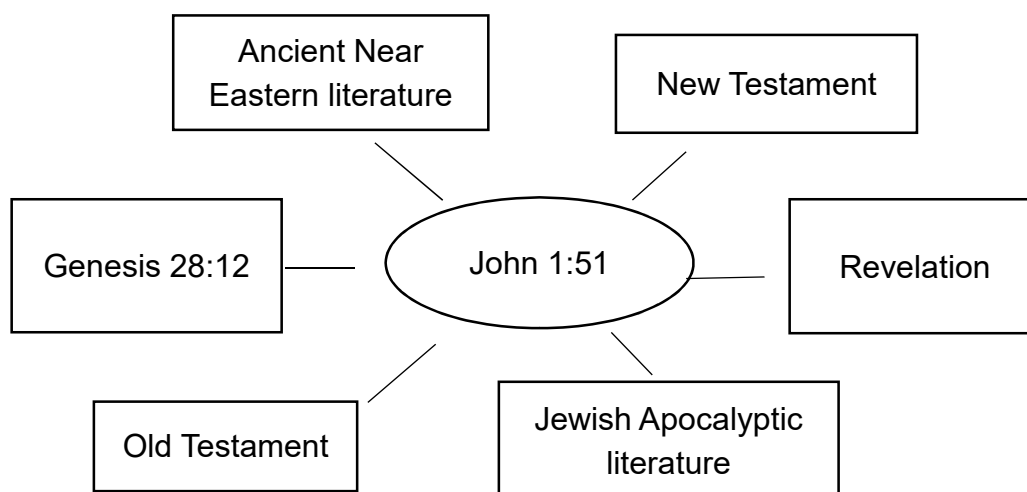 Ancient Near
Eastern literature
New Testament
Genesis 28:12
John 1:51
Revelation
Old Testament
Jewish Apocalyptic
literature